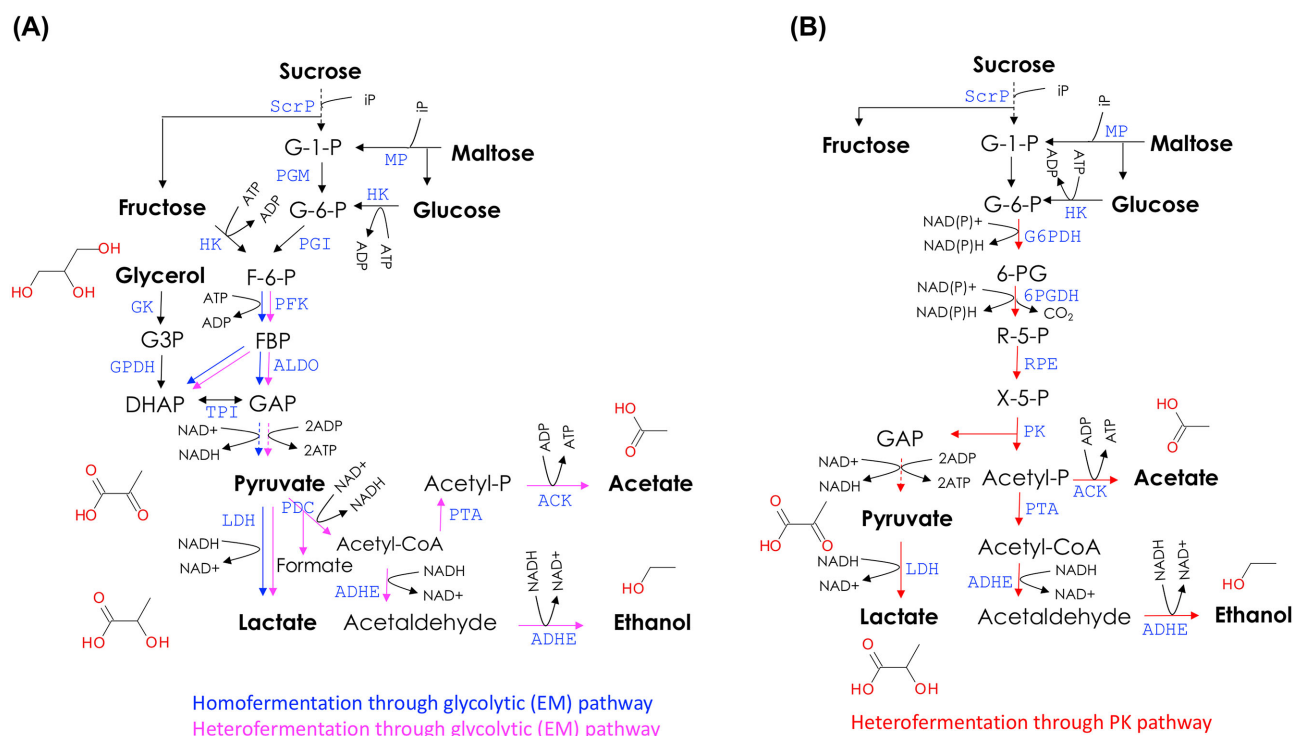 (A)
Sucrose
ScrP
iP
G-1-P
iP
MP
Maltose
PGM
Fructose
ATP
ADP
HK
G-6-P
HK
Glucose
PGI
ADP
ATP
OH
HO
OH
Glycerol
F-6-P
GK
ATP
ADP
PFK
G3P
FBP
GPDH
ALDO
DHAP
TPI
GAP
NAD+
NADH
2ADP
2ATP
O
HO
O
Pyruvate
PDC
NAD+
NADH
Acetyl-P
ADP
ATP
ACK
Acetate
HO
O
LDH
PTA
NADH
NAD+
Formate
Acetyl-CoA
ADHE
NADH
NAD+
NADH
NAD+
HO
O
HO
OH
Lactate
Acetaldehyde
ADHE
Ethanol
Homofermentation through glycolytic (EM) pathway
Heterofermentation through glycolytic (EM) pathway
(B)
Sucrose
ScrP
iP
Fructose
G-1-P
iP
MP
Maltose
ADP
ATP
G-6-P
HK
Glucose
NAD(P)+
NAD(P)H
G6PDH
6-PG
NAD(P)+
NAD(P)H
6PGDH
CO2
R-5-P
RPE
X-5-P
GAP
PK
NAD+
NADH
2ADP
2ATP
Acetyl-P
ADP
ATP
ACK
Acetate
HO
O
O
HO
O
Pyruvate
PTA
NADH
NAD+
LDH
Acetyl-CoA
ADHE
NADH
NAD+
NADH
NAD+
HO
Lactate
Acetaldehyde
ADHE
Ethanol
O
HO
OH
Heterofermentation through PK pathway